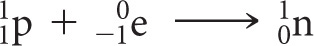 ¹₁p + ⁰₋₁e ⟶ ¹₀n